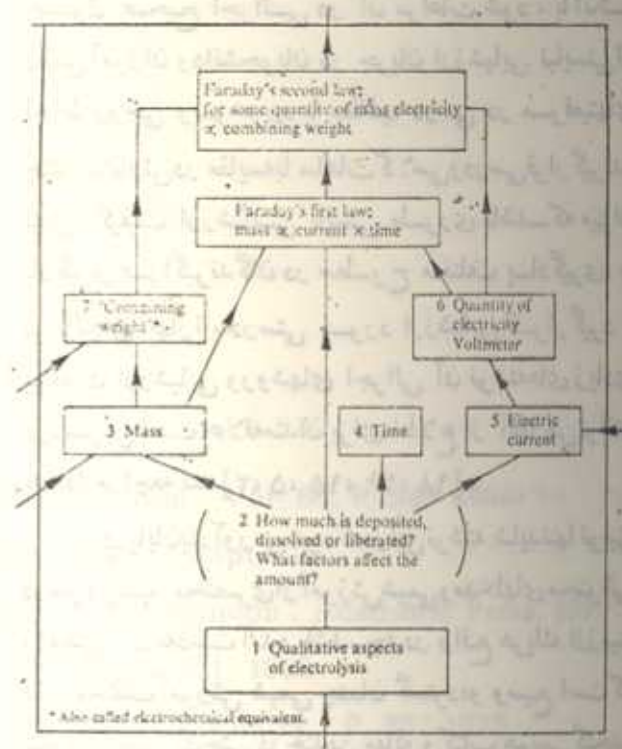 Faraday's second law:
for some quantity of mass electricity
∝ combining weight
Faraday's first law:
mass ∝ current × time
7 "Combining
weight"*
6 Quantity of
electricity
Voltmeter
3 Mass
4 Time
5 Electric
current
2 How much is deposited,
dissolved or liberated?
What factors affect the
amount?
1 Qualitative aspects
of electrolysis
* Also called electrochemical equivalent.